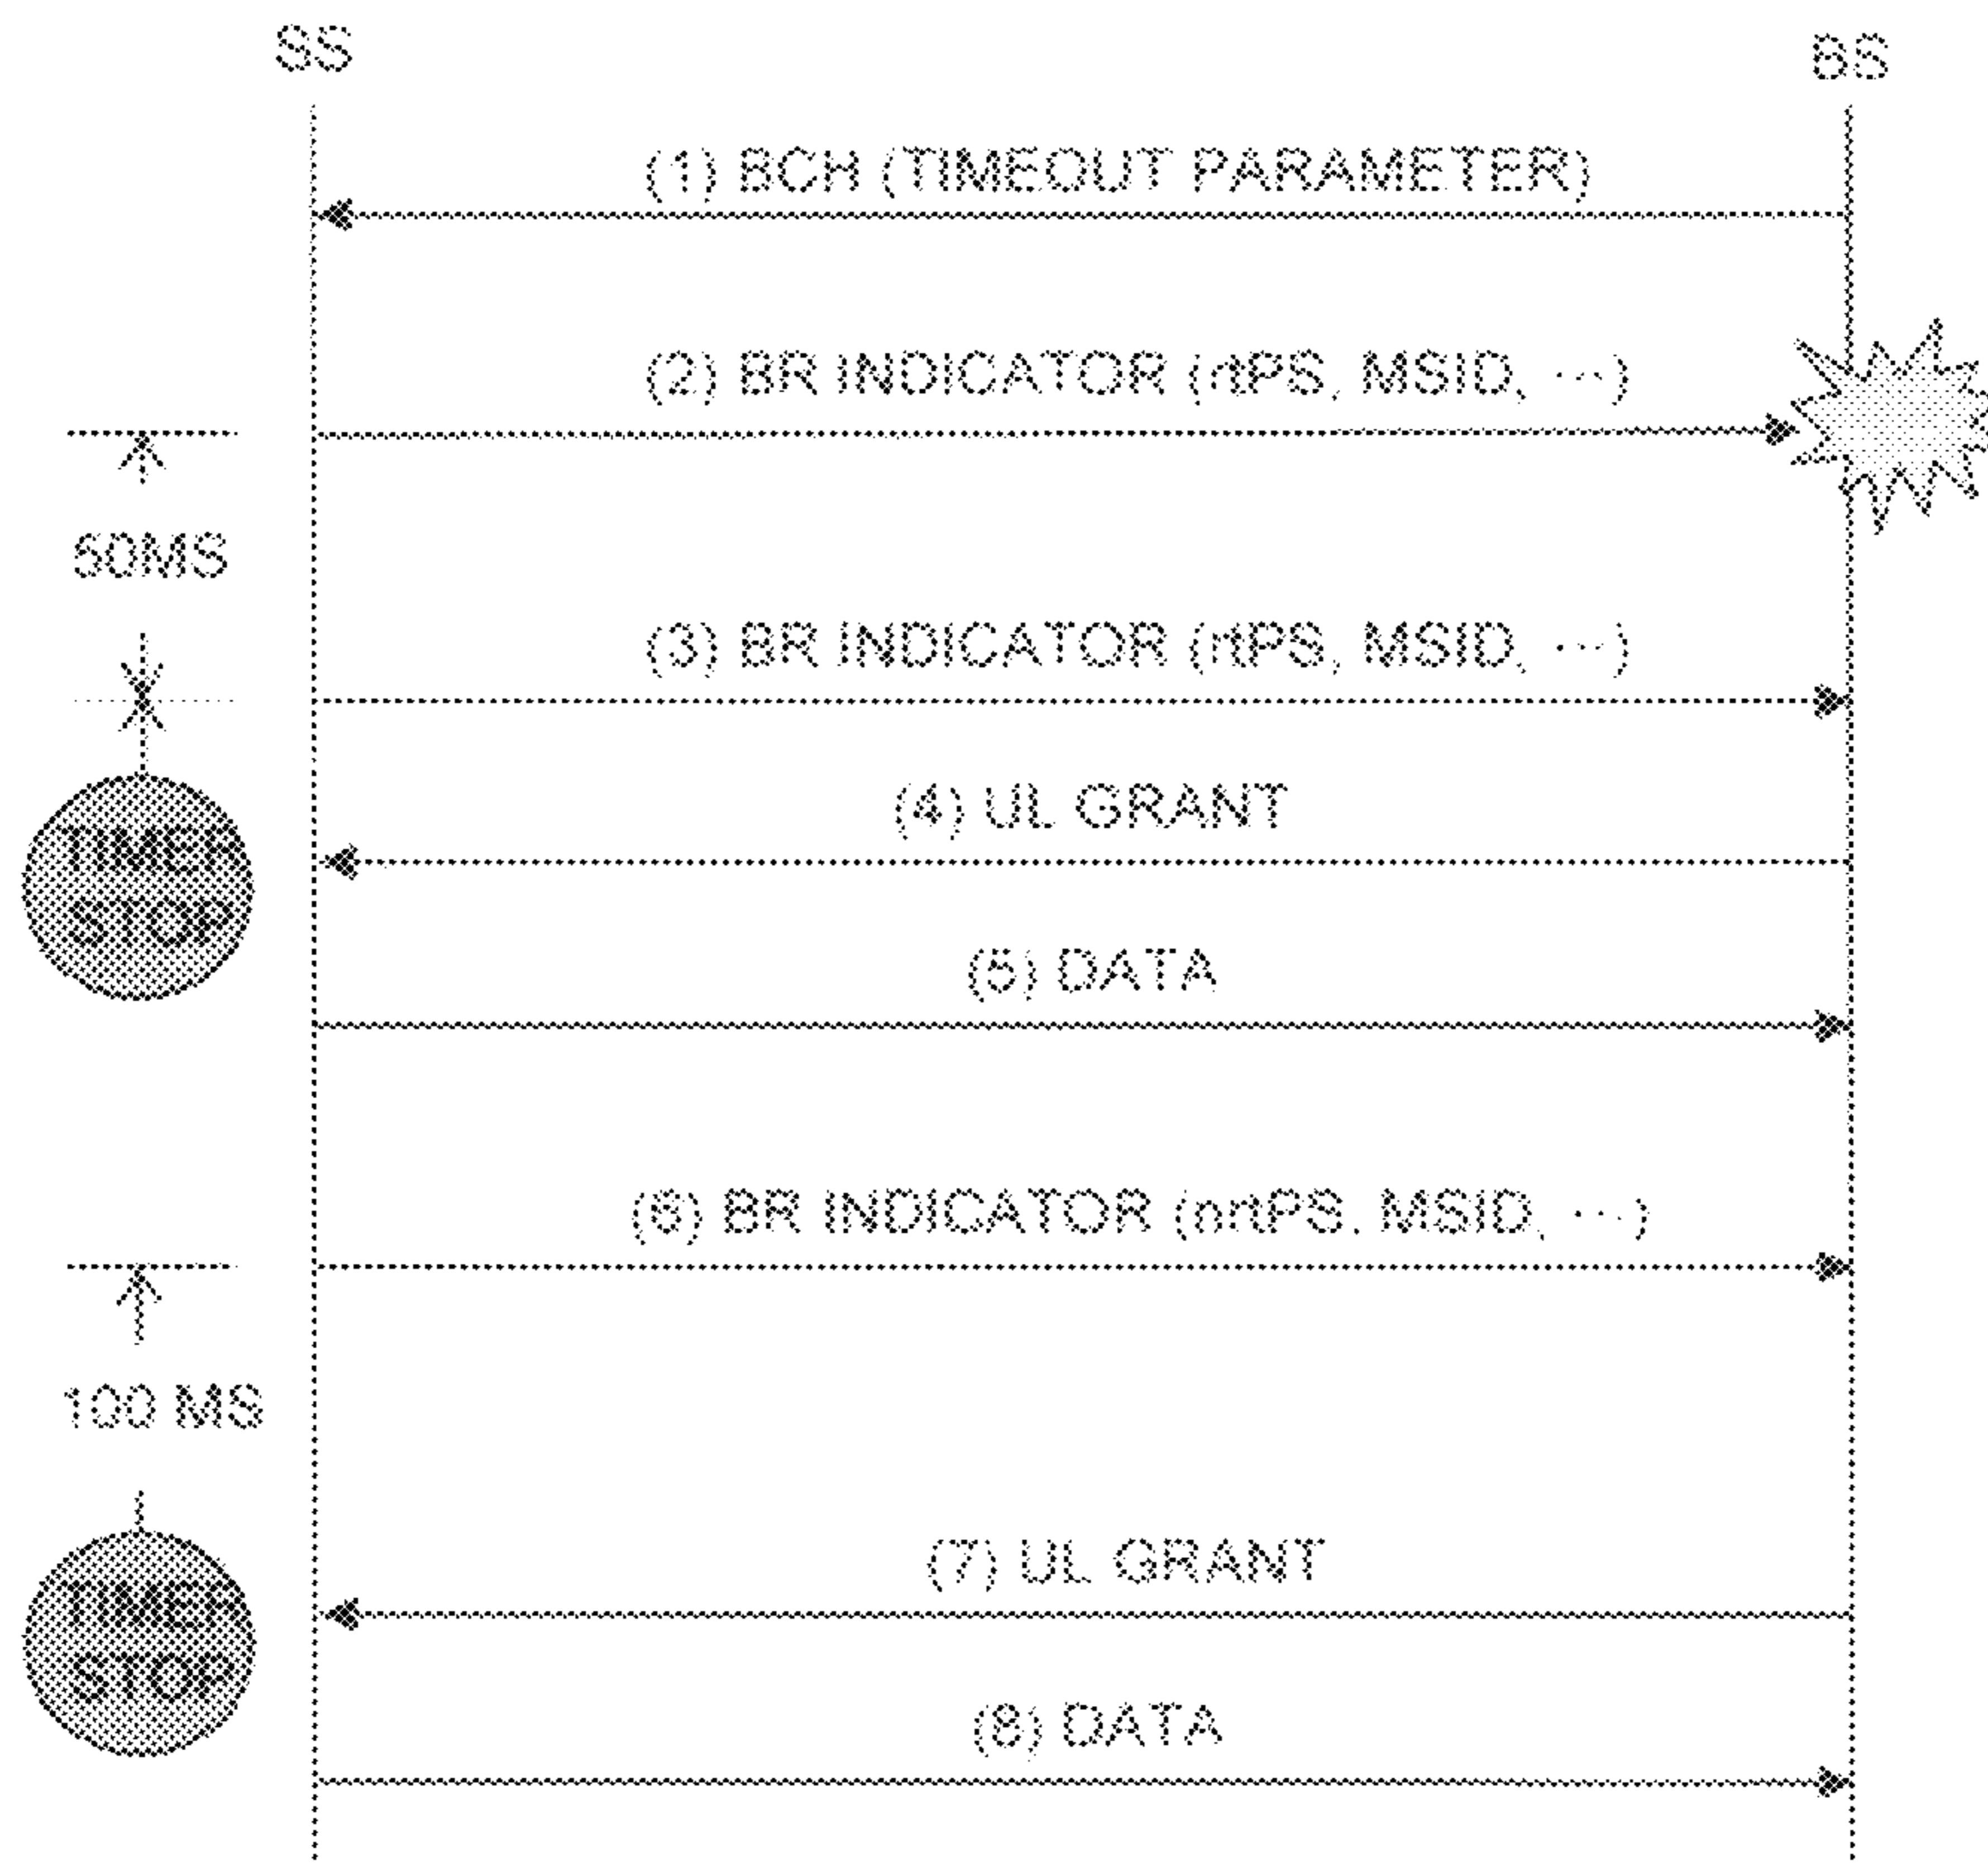 SS
BS
(1) BCH (TIMEOUT PARAMETER)
(2) BR INDICATOR (rtPS, MSID, ···)
50MS
(3) BR INDICATOR (rtPS, MSID, ···)
(4) UL GRANT
TIMER
STOP
(5) DATA
(6) BR INDICATOR (nrtPS, MSID, ···)
100 MS
(7) UL GRANT
TIMER
STOP
(8) DATA